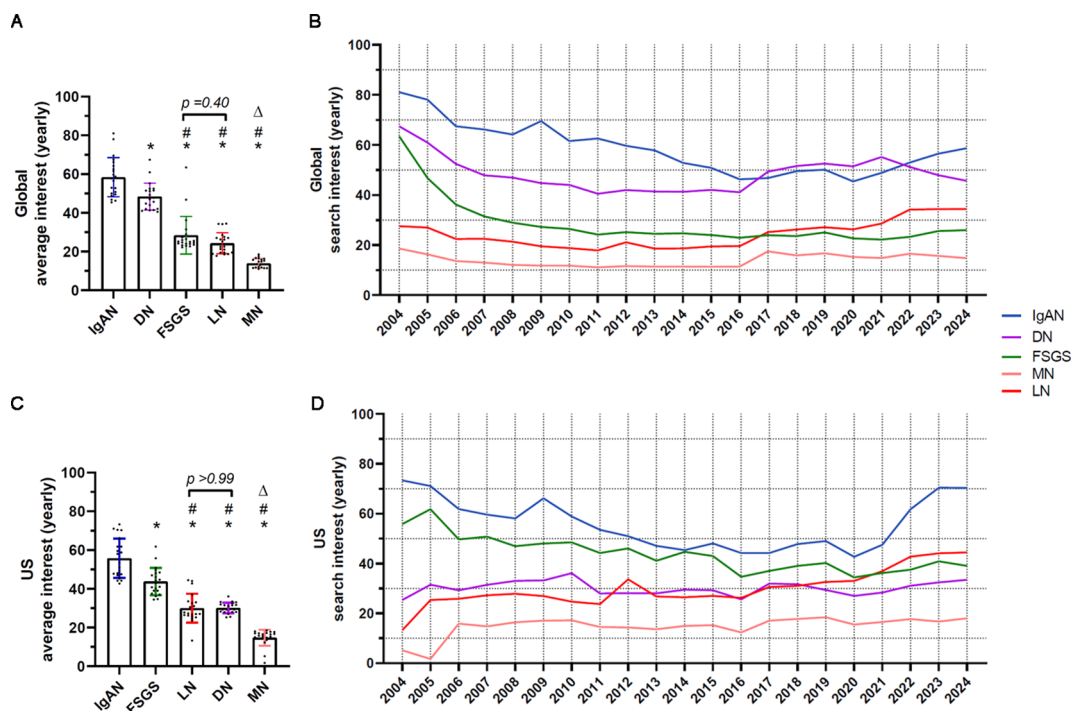 A
Global
average interest (yearly)
100
80
60
40
20
0
p =0.40
Δ
# # #
* * * *
IgAN DN FSGS LN MN
B
Global
search interest (yearly)
100
80
60
40
20
0
2004 2005 2006 2007 2008 2009 2010 2011 2012 2013 2014 2015 2016 2017 2018 2019 2020 2021 2022 2023 2024
IgAN
DN
FSGS
MN
LN
C
US
average interest (yearly)
100
80
60
40
20
0
p >0.99
Δ
# # #
* * * *
IgAN FSGS LN DN MN
D
US
search interest (yearly)
100
80
60
40
20
0
2004 2005 2006 2007 2008 2009 2010 2011 2012 2013 2014 2015 2016 2017 2018 2019 2020 2021 2022 2023 2024